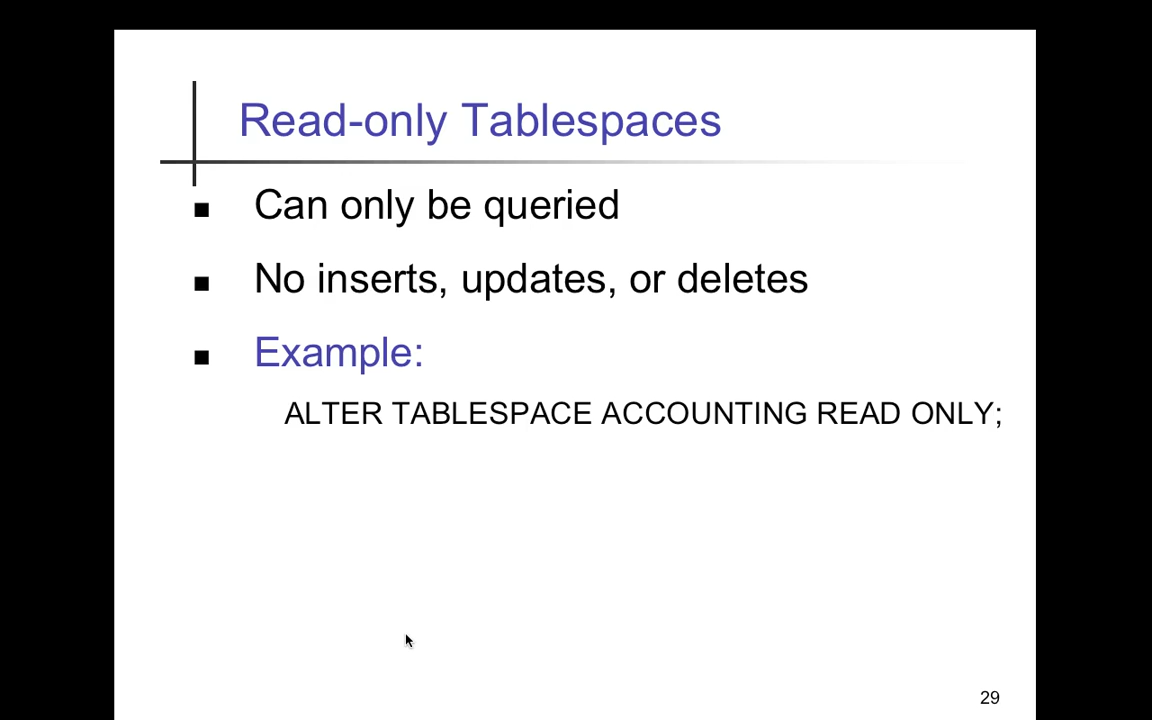 Read-only Tablespaces
Can only be queried
No inserts, updates, or deletes
Example:
ALTER TABLESPACE ACCOUNTING READ ONLY;
29